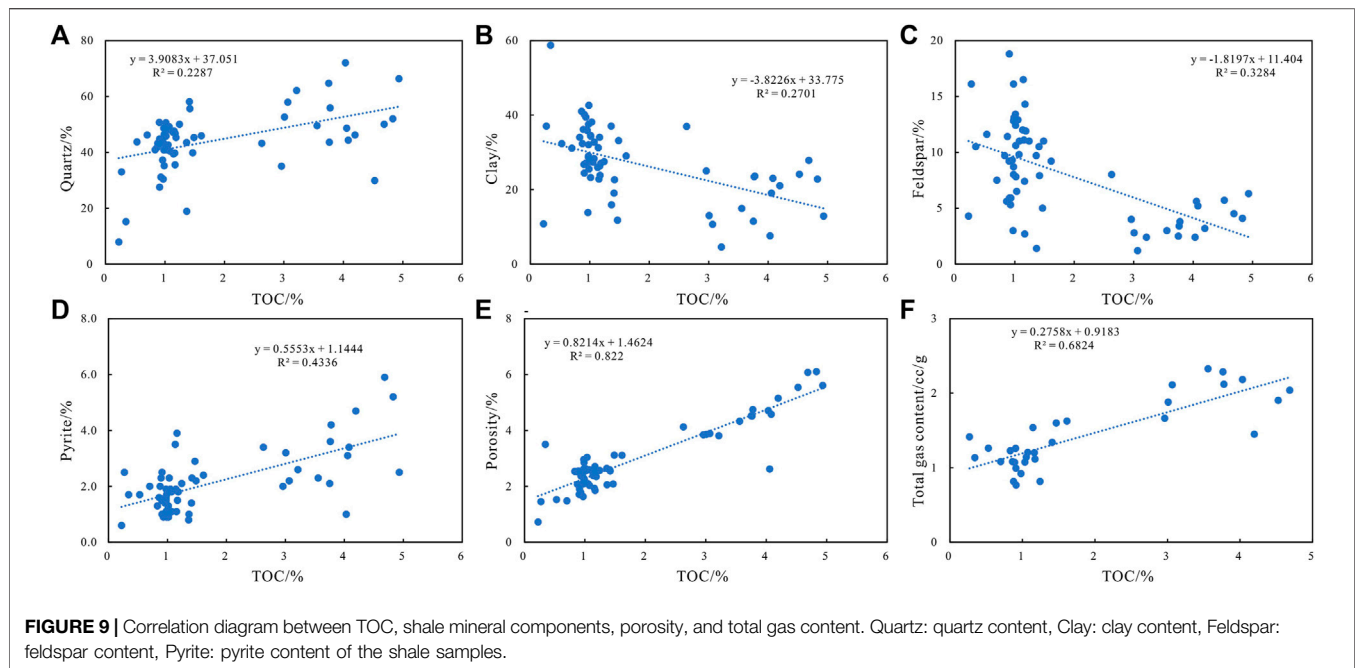 A
80
60
40
20
0
Quartz/%
y = 3.9083x + 37.051
R² = 0.2287
0 1 2 3 4 5 6
TOC/%
B
60
40
20
0
Clay/%
y = -3.8226x + 33.775
R² = 0.2701
0 1 2 3 4 5 6
TOC/%
C
20
15
10
5
0
Feldspar/%
y = -1.8197x + 11.404
R² = 0.3284
0 1 2 3 4 5 6
TOC/%
D
8.0
6.0
4.0
2.0
0.0
Pyrite/%
y = 0.5553x + 1.1444
R² = 0.4336
0 1 2 3 4 5 6
TOC/%
E
8
6
4
2
0
Porosity/%
y = 0.8214x + 1.4624
R² = 0.822
0 1 2 3 4 5 6
TOC/%
F
3
2
1
0
Total gas content/cc/g
y = 0.2758x + 0.9183
R² = 0.6824
0 1 2 3 4 5
TOC/%
FIGURE 9 | Correlation diagram between TOC, shale mineral components, porosity, and total gas content. Quartz: quartz content, Clay: clay content, Feldspar:
feldspar content, Pyrite: pyrite content of the shale samples.